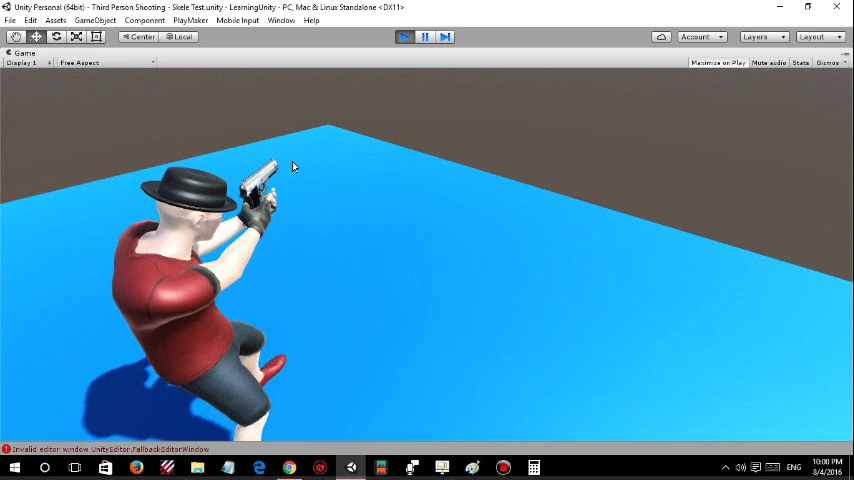 Unity Personal (64bit) - Third Person Shooting - Skele Test.unity - LearningUnity - PC, Mac & Linux Standalone <DX11>
File Edit Assets GameObject Component PlayMaker Mobile Input Window Help
Center Local Account Layers Layout
Game
Display 1 Free Aspect Maximize on Play Mute audio Stats Gizmos
Invalid editor window UnityEditor.FallbackEditorWindow
ENG 10:00 PM
8/4/2016